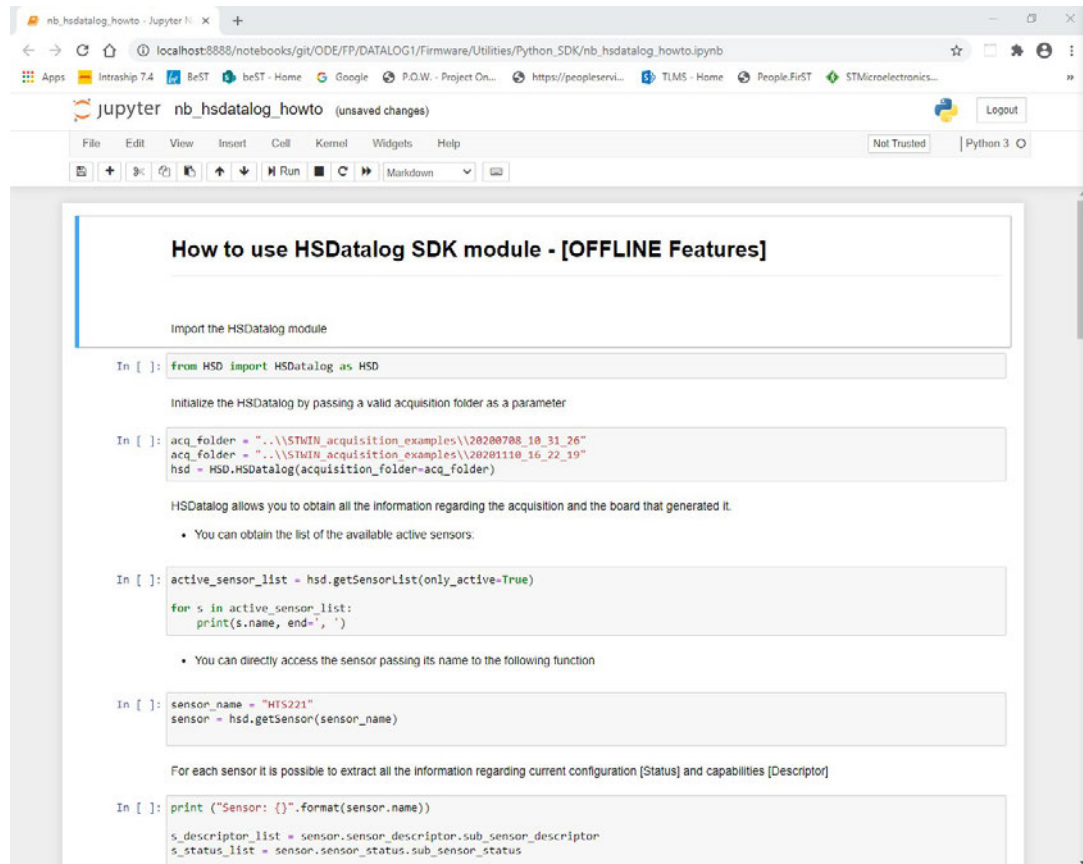 nb_hsdatalog_howto - Jupyter N
localhost:8888/notebooks/git/ODE/FP/DATALOG1/Firmware/Utilities/Python_SDK/nb_hsdatalog_howto.ipynb
Apps Intraship 7.4 BeST beST - Home Google P.O.W. - Project On... https://peopleservi... TLMS - Home People.FirST STMicroelectronics... »
jupyter nb_hsdatalog_howto (unsaved changes) Logout
File Edit View Insert Cell Kernel Widgets Help Not Trusted Python 3
Run Markdown
How to use HSDatalog SDK module - [OFFLINE Features]
Import the HSDatalog module
In [ ]: from HSD import HSDatalog as HSD
Initialize the HSDatalog by passing a valid acquisition folder as a parameter
In [ ]: acq_folder = "..\\STWIN_acquisition_examples\\20200708_10_31_26"
acq_folder = "..\\STWIN_acquisition_examples\\20201110_16_22_19"
hsd = HSD.HSDatalog(acquisition_folder=acq_folder)
HSDatalog allows you to obtain all the information regarding the acquisition and the board that generated it.
• You can obtain the list of the available active sensors:
In [ ]: active_sensor_list = hsd.getSensorList(only_active=True)
for s in active_sensor_list:
print(s.name, end=', ')
• You can directly access the sensor passing its name to the following function
In [ ]: sensor_name = "HTS221"
sensor = hsd.getSensor(sensor_name)
For each sensor it is possible to extract all the information regarding current configuration [Status] and capabilities [Descriptor]
In [ ]: print ("Sensor: {}".format(sensor.name))
s_descriptor_list = sensor.sensor_descriptor.sub_sensor_descriptor
s_status_list = sensor.sensor_status.sub_sensor_status